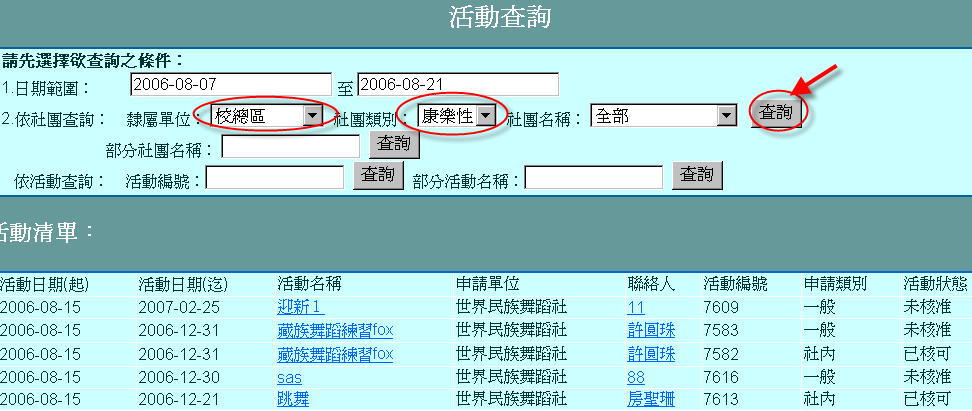 活動查詢
請先選擇欲查詢之條件：
1.日期範圍： 2006-08-07 至 2006-08-21
2.依社團查詢： 隸屬單位： 校總區 社團類別： 康樂性 社團名稱： 全部 查詢
部分社團名稱： 查詢
依活動查詢： 活動編號： 查詢 部分活動名稱： 查詢
活動清單：
活動日期(起) 活動日期(迄) 活動名稱 申請單位 聯絡人 活動編號 申請類別 活動狀態
2006-08-15 2007-02-25 迎新1 世界民族舞蹈社 11 7609 一般 未核准
2006-08-15 2006-12-31 藏族舞蹈練習fox 世界民族舞蹈社 許圓珠 7583 一般 未核准
2006-08-15 2006-12-31 藏族舞蹈練習fox 世界民族舞蹈社 許圓珠 7582 社內 已核可
2006-08-15 2006-12-30 sas 世界民族舞蹈社 88 7616 一般 未核准
2006-08-15 2006-12-21 跳舞 世界民族舞蹈社 房聖珊 7613 社內 已核可